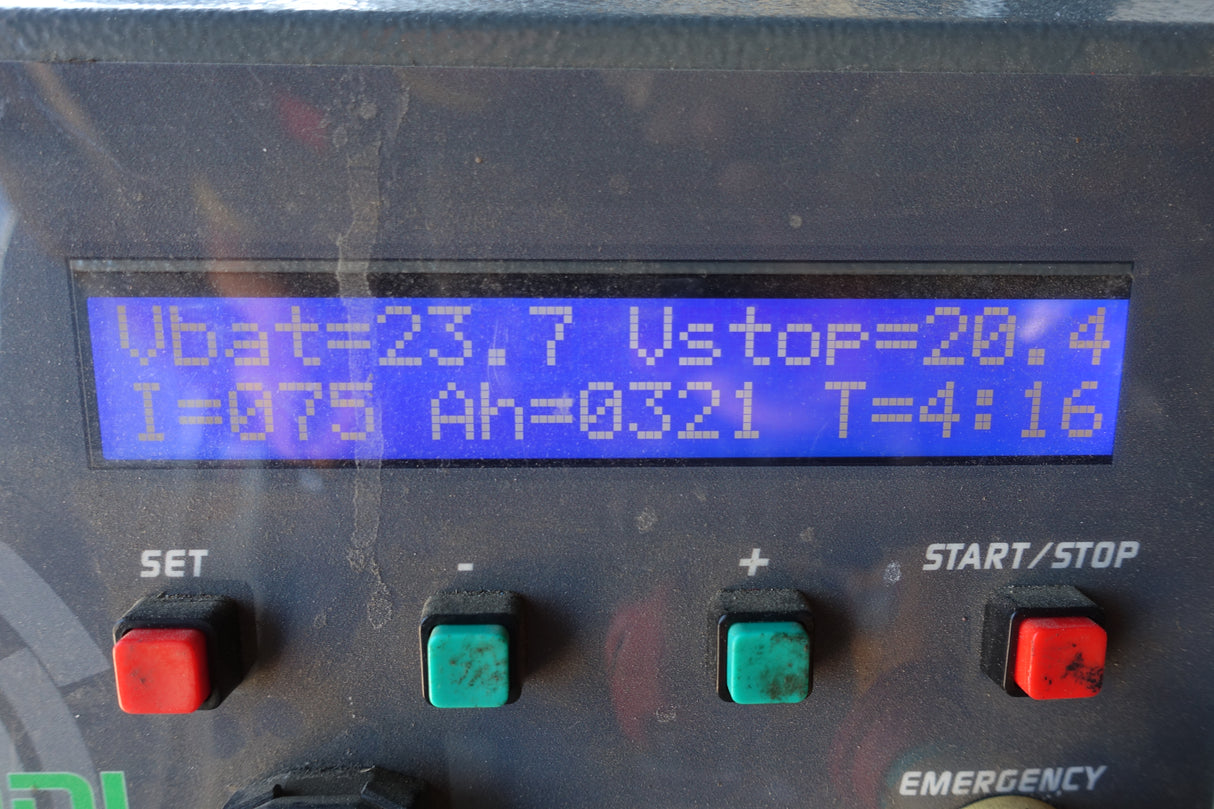 Vbat=23.7 Vstop=20.4
I=075 Ah=0321 T=4:16
SET - + START/STOP
EMERGENCY